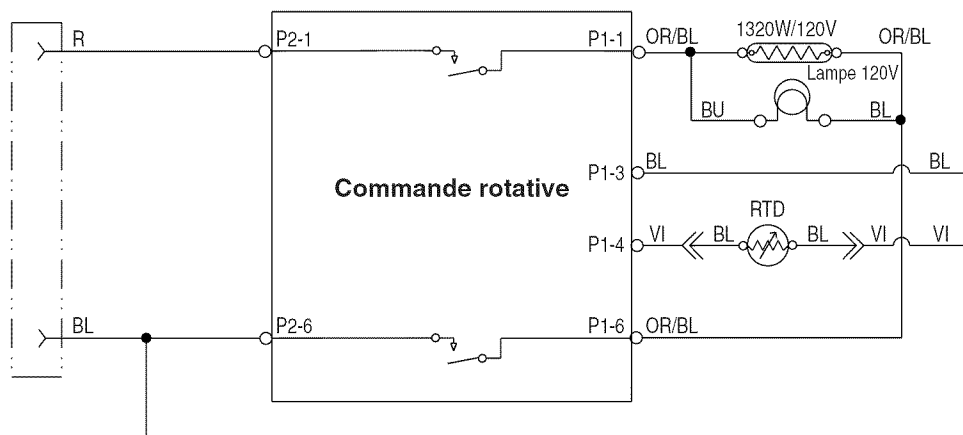 R P2-1 P1-1 OR/BL 1320W/120V OR/BL
Lampe 120V
BU BL
P1-3 BL BL
Commande rotative
RTD
P1-4 VI BL BL VI VI
BL P2-6 P1-6 OR/BL